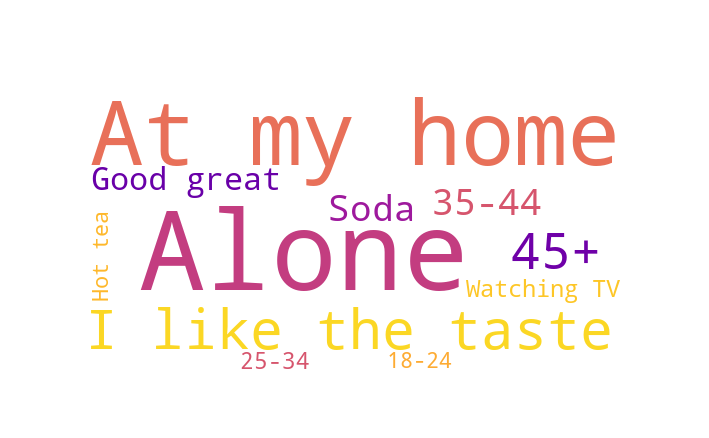 At my home
Good great
Soda
35-44
Hot tea
Alone
45+
Watching TV
I like the taste
25-34
18-24